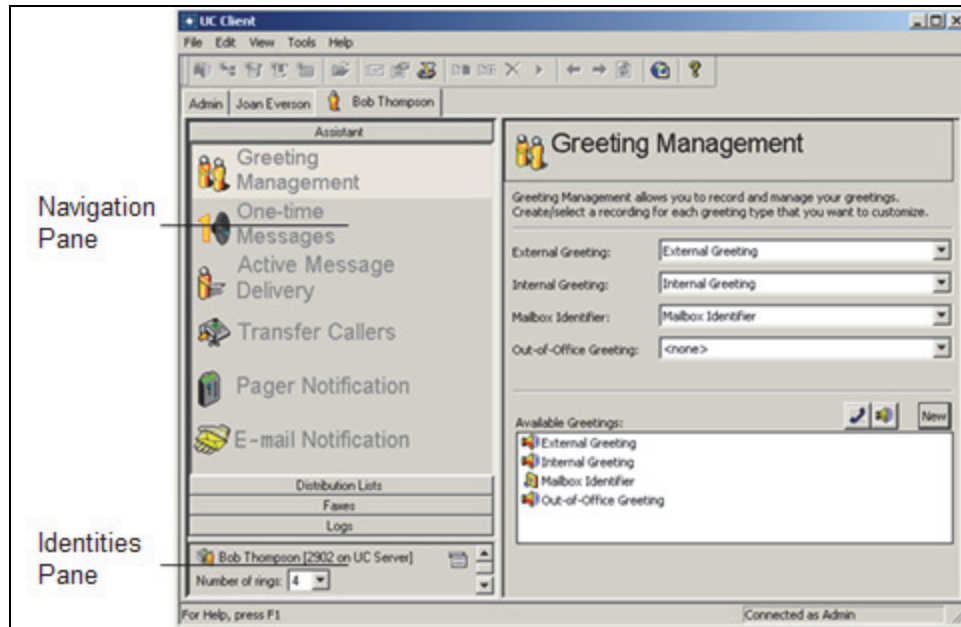 UC Client
File Edit View Tools Help
Admin Joan Everson Bob Thompson
Assistant
Greeting
Management
One-time
Messages
Active Message
Delivery
Transfer Callers
Pager Notification
E-mail Notification
Distribution Lists
Faxes
Logs
Bob Thompson [2902 on UC Server]
Number of rings: 4
Navigation
Pane
Identities
Pane
Greeting Management
Greeting Management allows you to record and manage your greetings.
Create/select a recording for each greeting type that you want to customize.
External Greeting: External Greeting
Internal Greeting: Internal Greeting
Mailbox Identifier: Mailbox Identifier
Out-of-Office Greeting: <none>
Available Greetings:
New
External Greeting
Internal Greeting
Mailbox Identifier
Out-of-Office Greeting
For Help, press F1
Connected as Admin